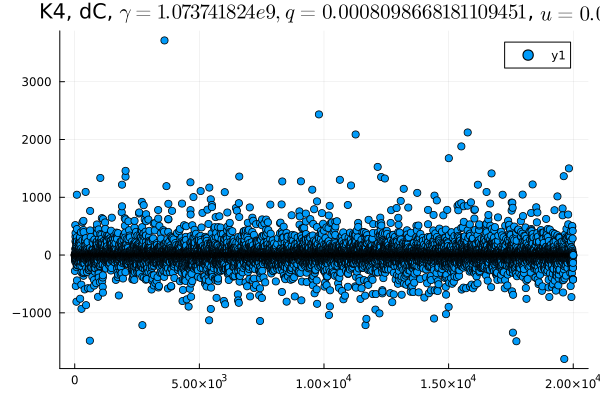 K4, dC, γ = 1.073741824e9, q = 0.0008098668181109451, u = 0.0
y1
3000
2000
1000
0
−1000
0 5.00×10³ 1.00×10⁴ 1.50×10⁴ 2.00×10⁴